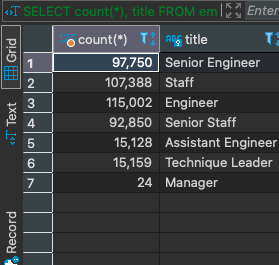 SELECT count(*), title FROM em
Enter
Grid
count(*) title
1 97,750 Senior Engineer
2 107,388 Staff
3 115,002 Engineer
4 92,850 Senior Staff
5 15,128 Assistant Engineer
6 15,159 Technique Leader
7 24 Manager
Text
Record